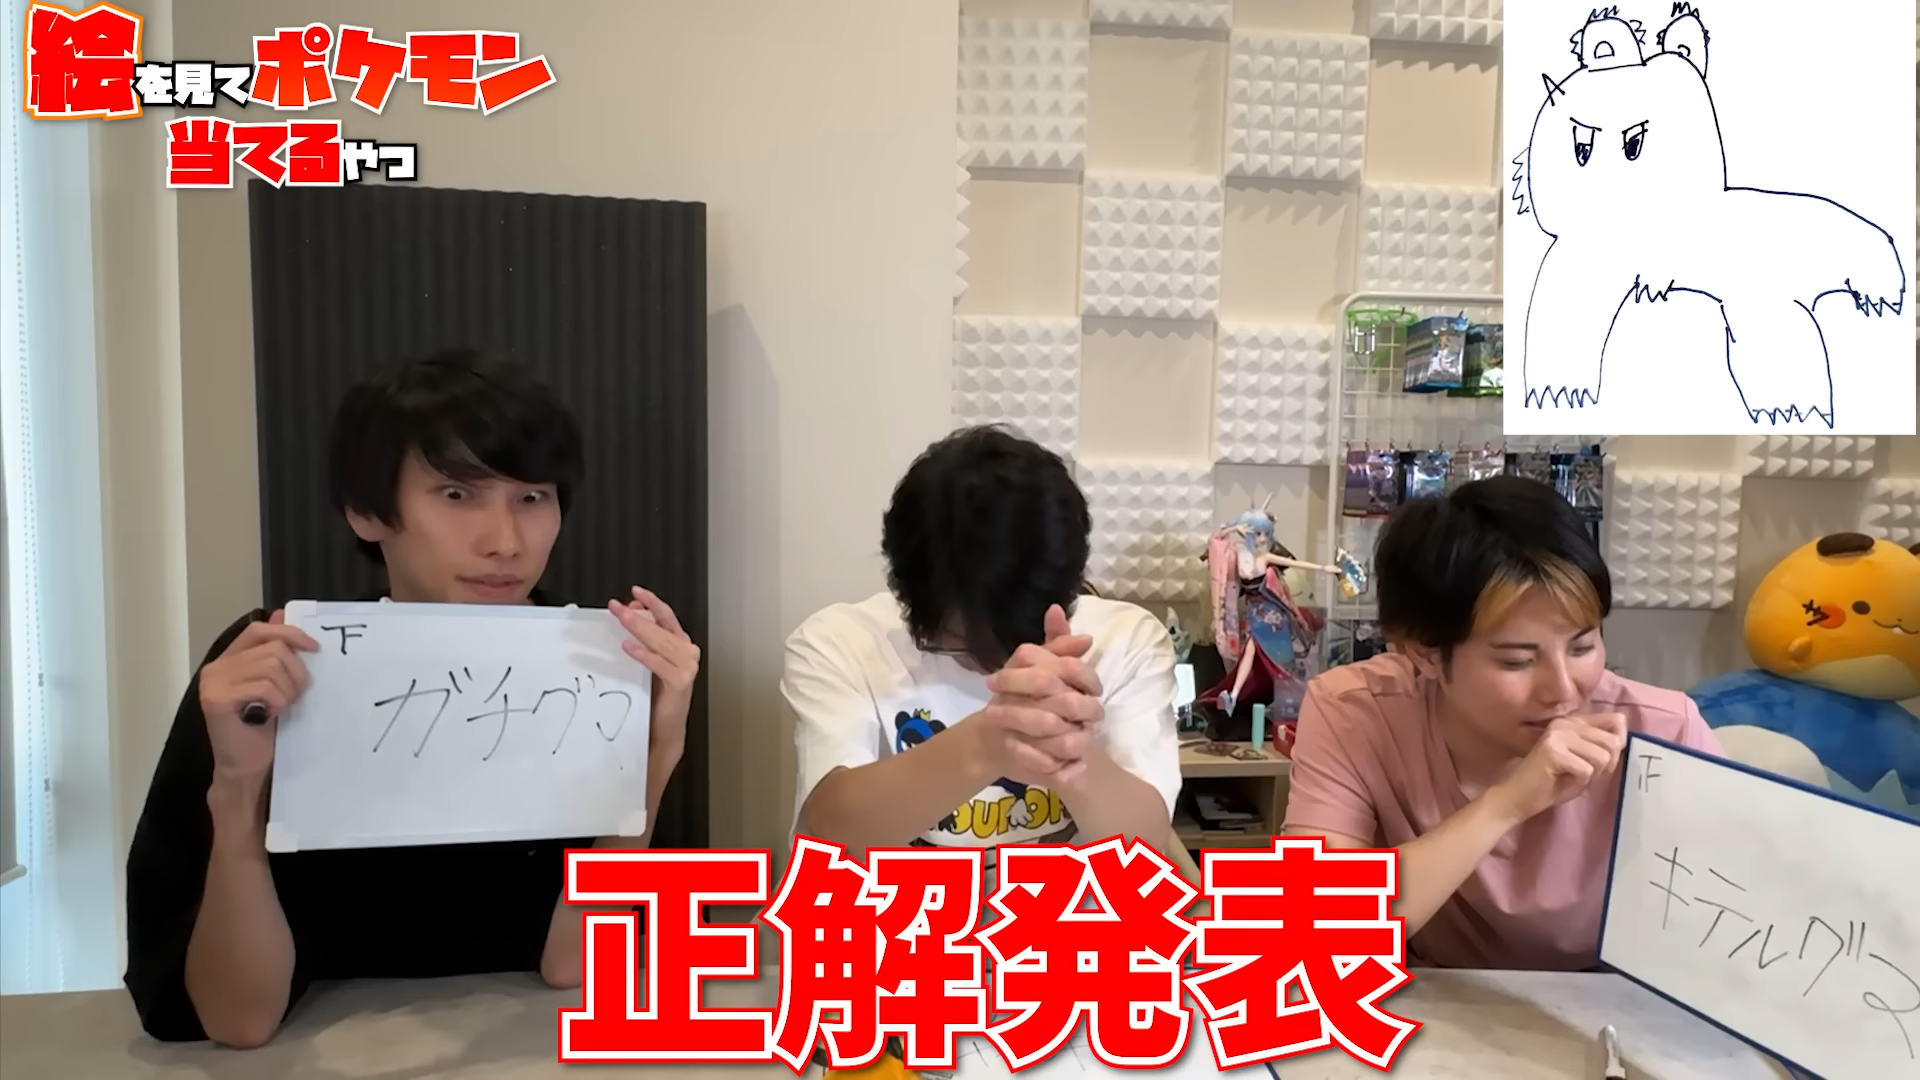 絵を見てポケモン
当てるやつ
下
ガチグマ
正
キテルグマ
正解発表